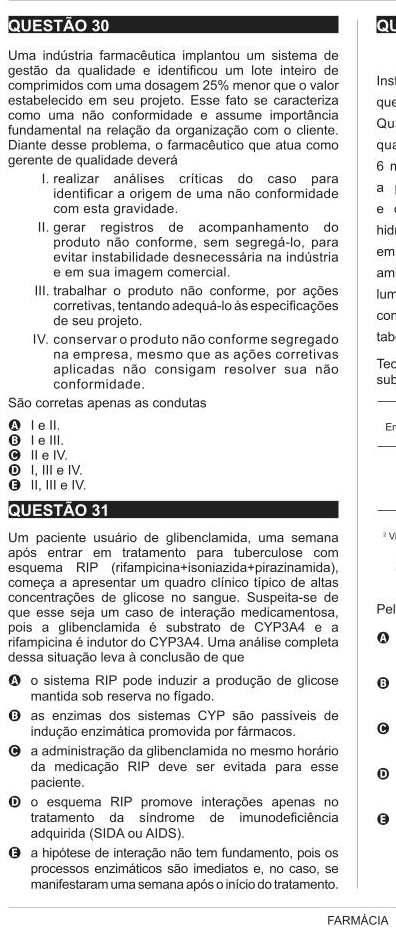 QUESTÃO 30
Uma indústria farmacêutica implantou um sistema de
gestão da qualidade e identificou um lote inteiro de
comprimidos com uma dosagem 25% menor que o valor
estabelecido em seu projeto. Esse fato se caracteriza
como uma não conformidade e assume importância
fundamental na relação da organização com o cliente.
Diante desse problema, o farmacêutico que atua como
gerente de qualidade deverá
I. realizar análises críticas do caso para
identificar a origem de uma não conformidade
com esta gravidade.
II. gerar registros de acompanhamento do
produto não conforme, sem segregá-lo, para
evitar instabilidade desnecessária na indústria
e em sua imagem comercial.
III. trabalhar o produto não conforme, por ações
corretivas, tentando adequá-lo às especificações
de seu projeto.
IV. conservar o produto não conforme segregado
na empresa, mesmo que as ações corretivas
aplicadas não consigam resolver sua não
conformidade.
São corretas apenas as condutas
A I e II.
B I e III.
C II e IV.
D I, III e IV.
E II, III e IV.
QUESTÃO 31
Um paciente usuário de glibenclamida, uma semana
após entrar em tratamento para tuberculose com
esquema RIP (rifampicina+isoniazida+pirazinamida),
começa a apresentar um quadro clínico típico de altas
concentrações de glicose no sangue. Suspeita-se de
que esse seja um caso de interação medicamentosa,
pois a glibenclamida é substrato de CYP3A4 e a
rifampicina é indutor do CYP3A4. Uma análise completa
dessa situação leva à conclusão de que
A o sistema RIP pode induzir a produção de glicose
mantida sob reserva no fígado.
B as enzimas dos sistemas CYP são passíveis de
indução enzimática promovida por fármacos.
C a administração da glibenclamida no mesmo horário
da medicação RIP deve ser evitada para esse
paciente.
D o esquema RIP promove interações apenas no
tratamento da síndrome de imunodeficiência
adquirida (SIDA ou AIDS).
E a hipótese de interação não tem fundamento, pois os
processos enzimáticos são imediatos e, no caso, se
manifestaram uma semana após o início do tratamento.
QU
que
6 m
a
e
em
Pel
A
B
C
D
E
FARMÁCIA